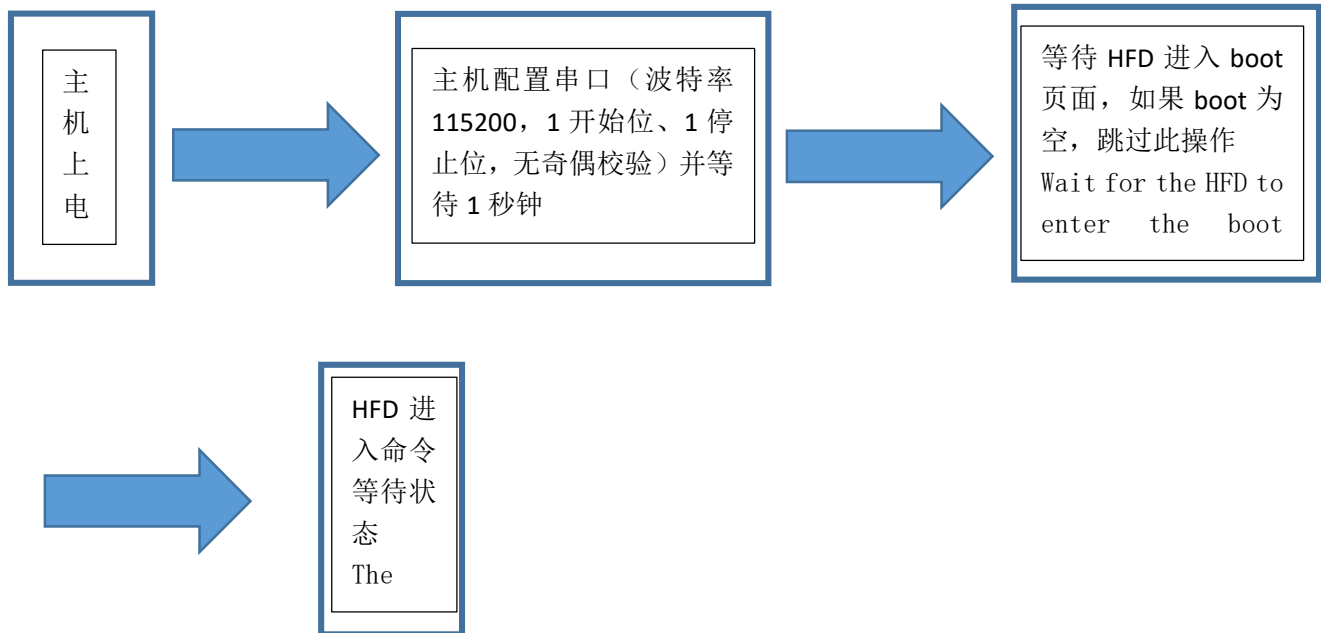 主
机
上
电
主机配置串口（波特率
115200，1 开始位、1 停
止位，无奇偶校验）并等
待 1 秒钟
等待 HFD 进入 boot
页面，如果 boot 为
空，跳过此操作
Wait for the HFD to
enter the boot
HFD 进
入命令
等待状
态
The